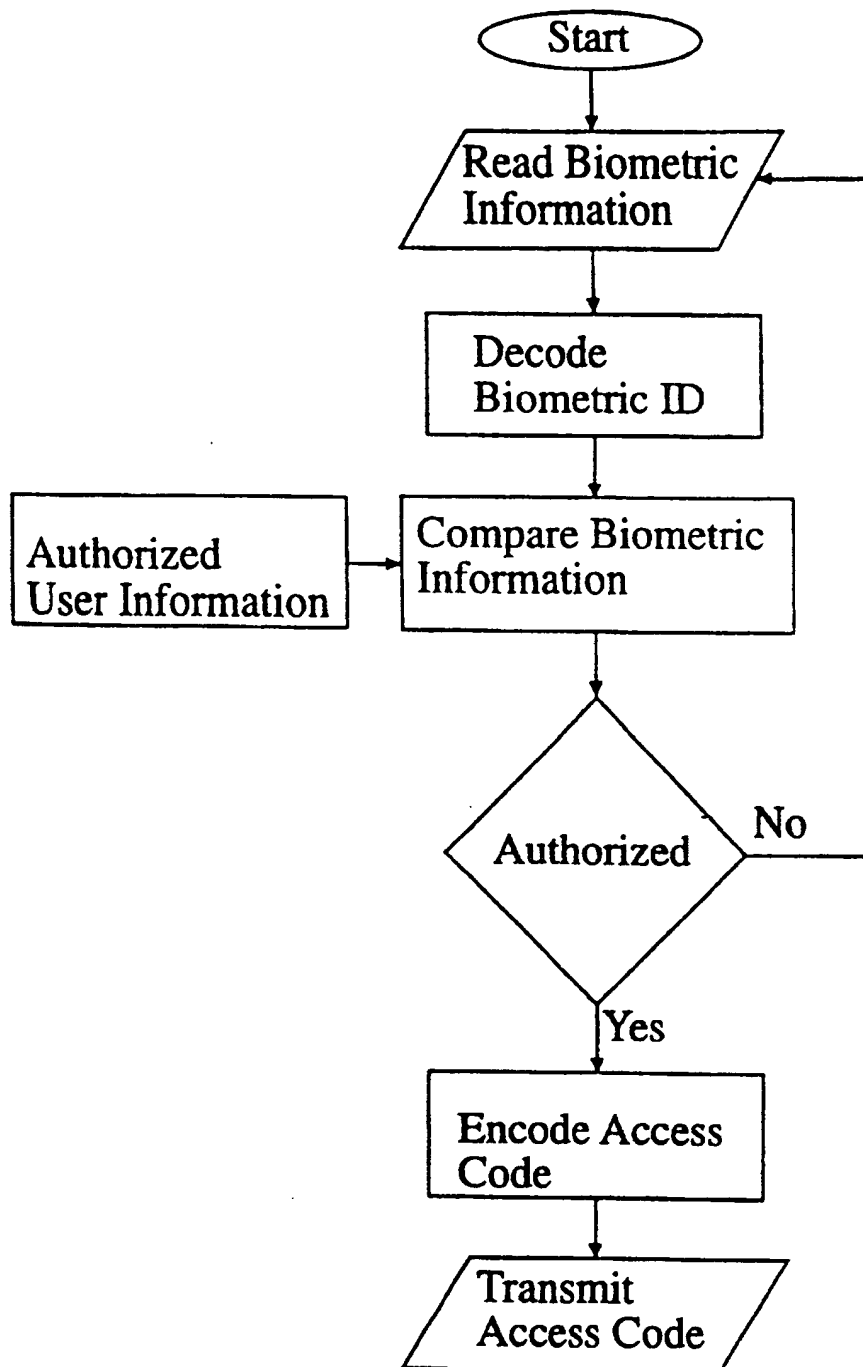 Start
Read Biometric
Information
Decode
Biometric ID
Authorized
User Information
Compare Biometric
Information
Authorized
No
Yes
Encode Access
Code
Transmit
Access Code